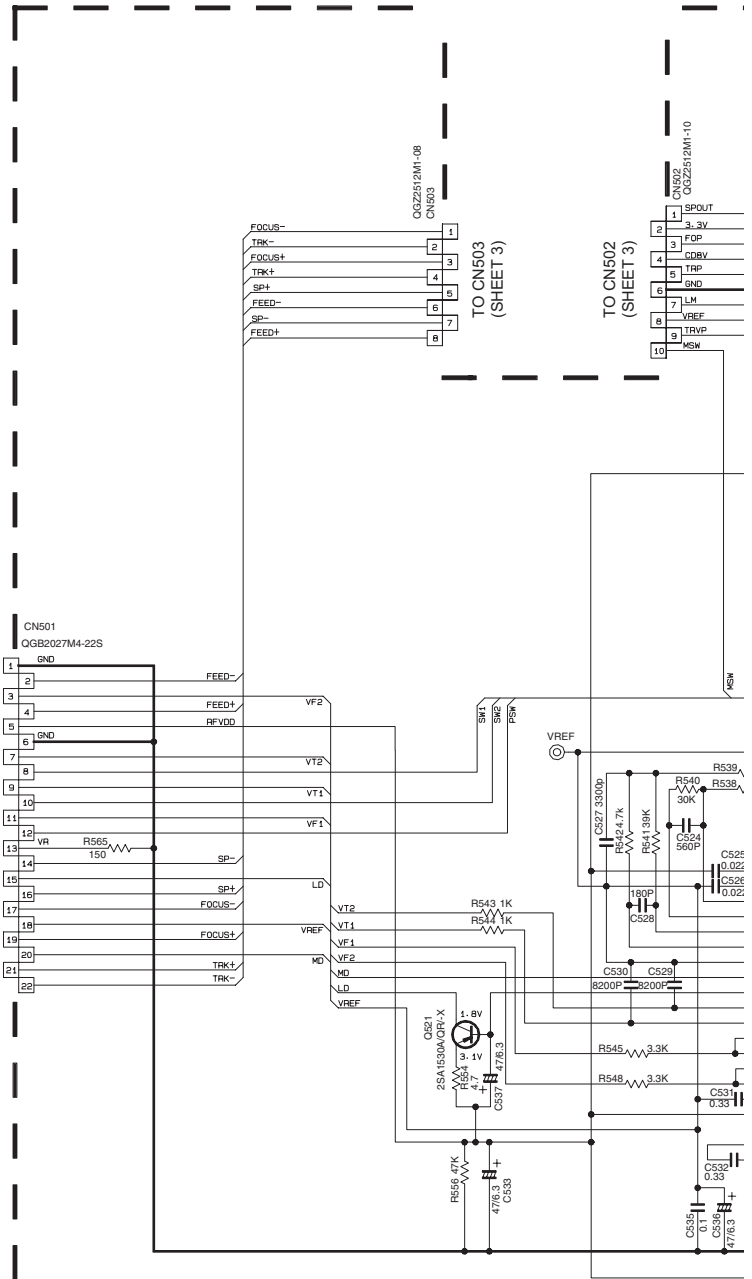 QGZ2512M1-08
CN503
1 FOCUS-
2 TRK-
3 FOCUS+
4 TRK+
5 SP+
6 FEED-
7 SP-
8 FEED+
TO CN503
(SHEET 3)
TO CN502
(SHEET 3)
CN502
QGZ2512M1-10
1 SPOUT
2 3.3V
3 FOP
4 CD8V
5 TRP
6 GND
7 LM
8 VREF
9 TRVP
10 MSW
MSW
CN501
QGB2027M4-22S
1 GND
2 FEED-
3 VF2
4 FEED+
5 RFVDD
6 GND
7 VT2
8
9 VT1
10
11 VF1
12
13 VR
R565
150
14 SP-
15 LD
16 SP+
17 FOCUS-
18 VREF
19 FOCUS+
20 MD
21 TRK+
22 TRK-
SW1
SW2
PSW
VREF
VT2
VT1
VF1
VF2
MD
LD
VREF
R543 1K
R544 1K
C527 3300p
R542 4.7k
R541 39K
R539
R540
30K
R538
C524
560P
C525
0.022
C526
0.022
180P
C528
C530
8200P
C529
8200P
Q521
2SA1530A/QR/-X
1.8V
3.1V
R554
4.7
+
47/6.3
C537
R545 3.3K
R548 3.3K
C531
0.33
C532
0.33
R556 47K
+
47/6.3
C533
C535
0.1
C536
+
47/6.3